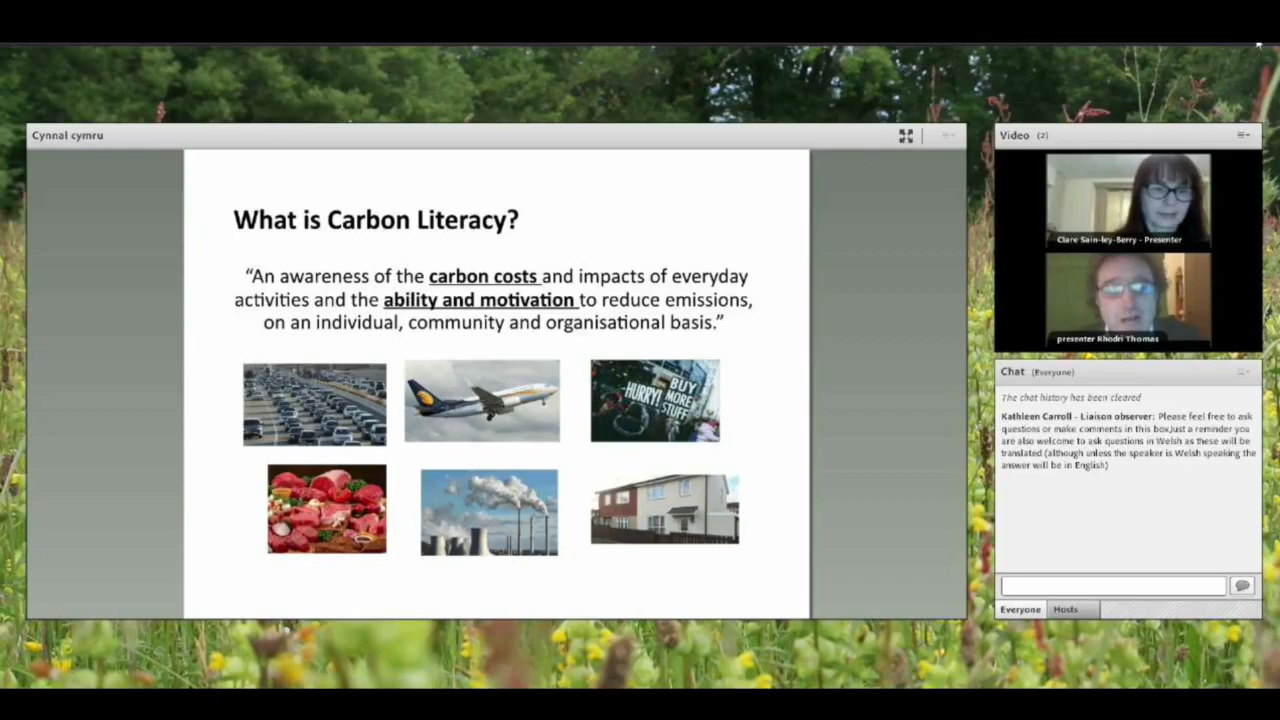 Cynnal cymru
What is Carbon Literacy?
“An awareness of the carbon costs and impacts of everyday
activities and the ability and motivation to reduce emissions,
on an individual, community and organisational basis.”
HURRY! BUY
MORE
STUFF
Video (2)
Clare Sain-ley-Berry - Presenter
presenter Rhodri Thomas
Chat (Everyone)
The chat history has been cleared
Kathleen Carroll - Liaison observer: Please feel free to ask
questions or make comments in this box.Just a reminder you
are also welcome to ask questions in Welsh as these will be
translated (although unless the speaker is Welsh speaking the
answer will be in English)
Everyone Hosts